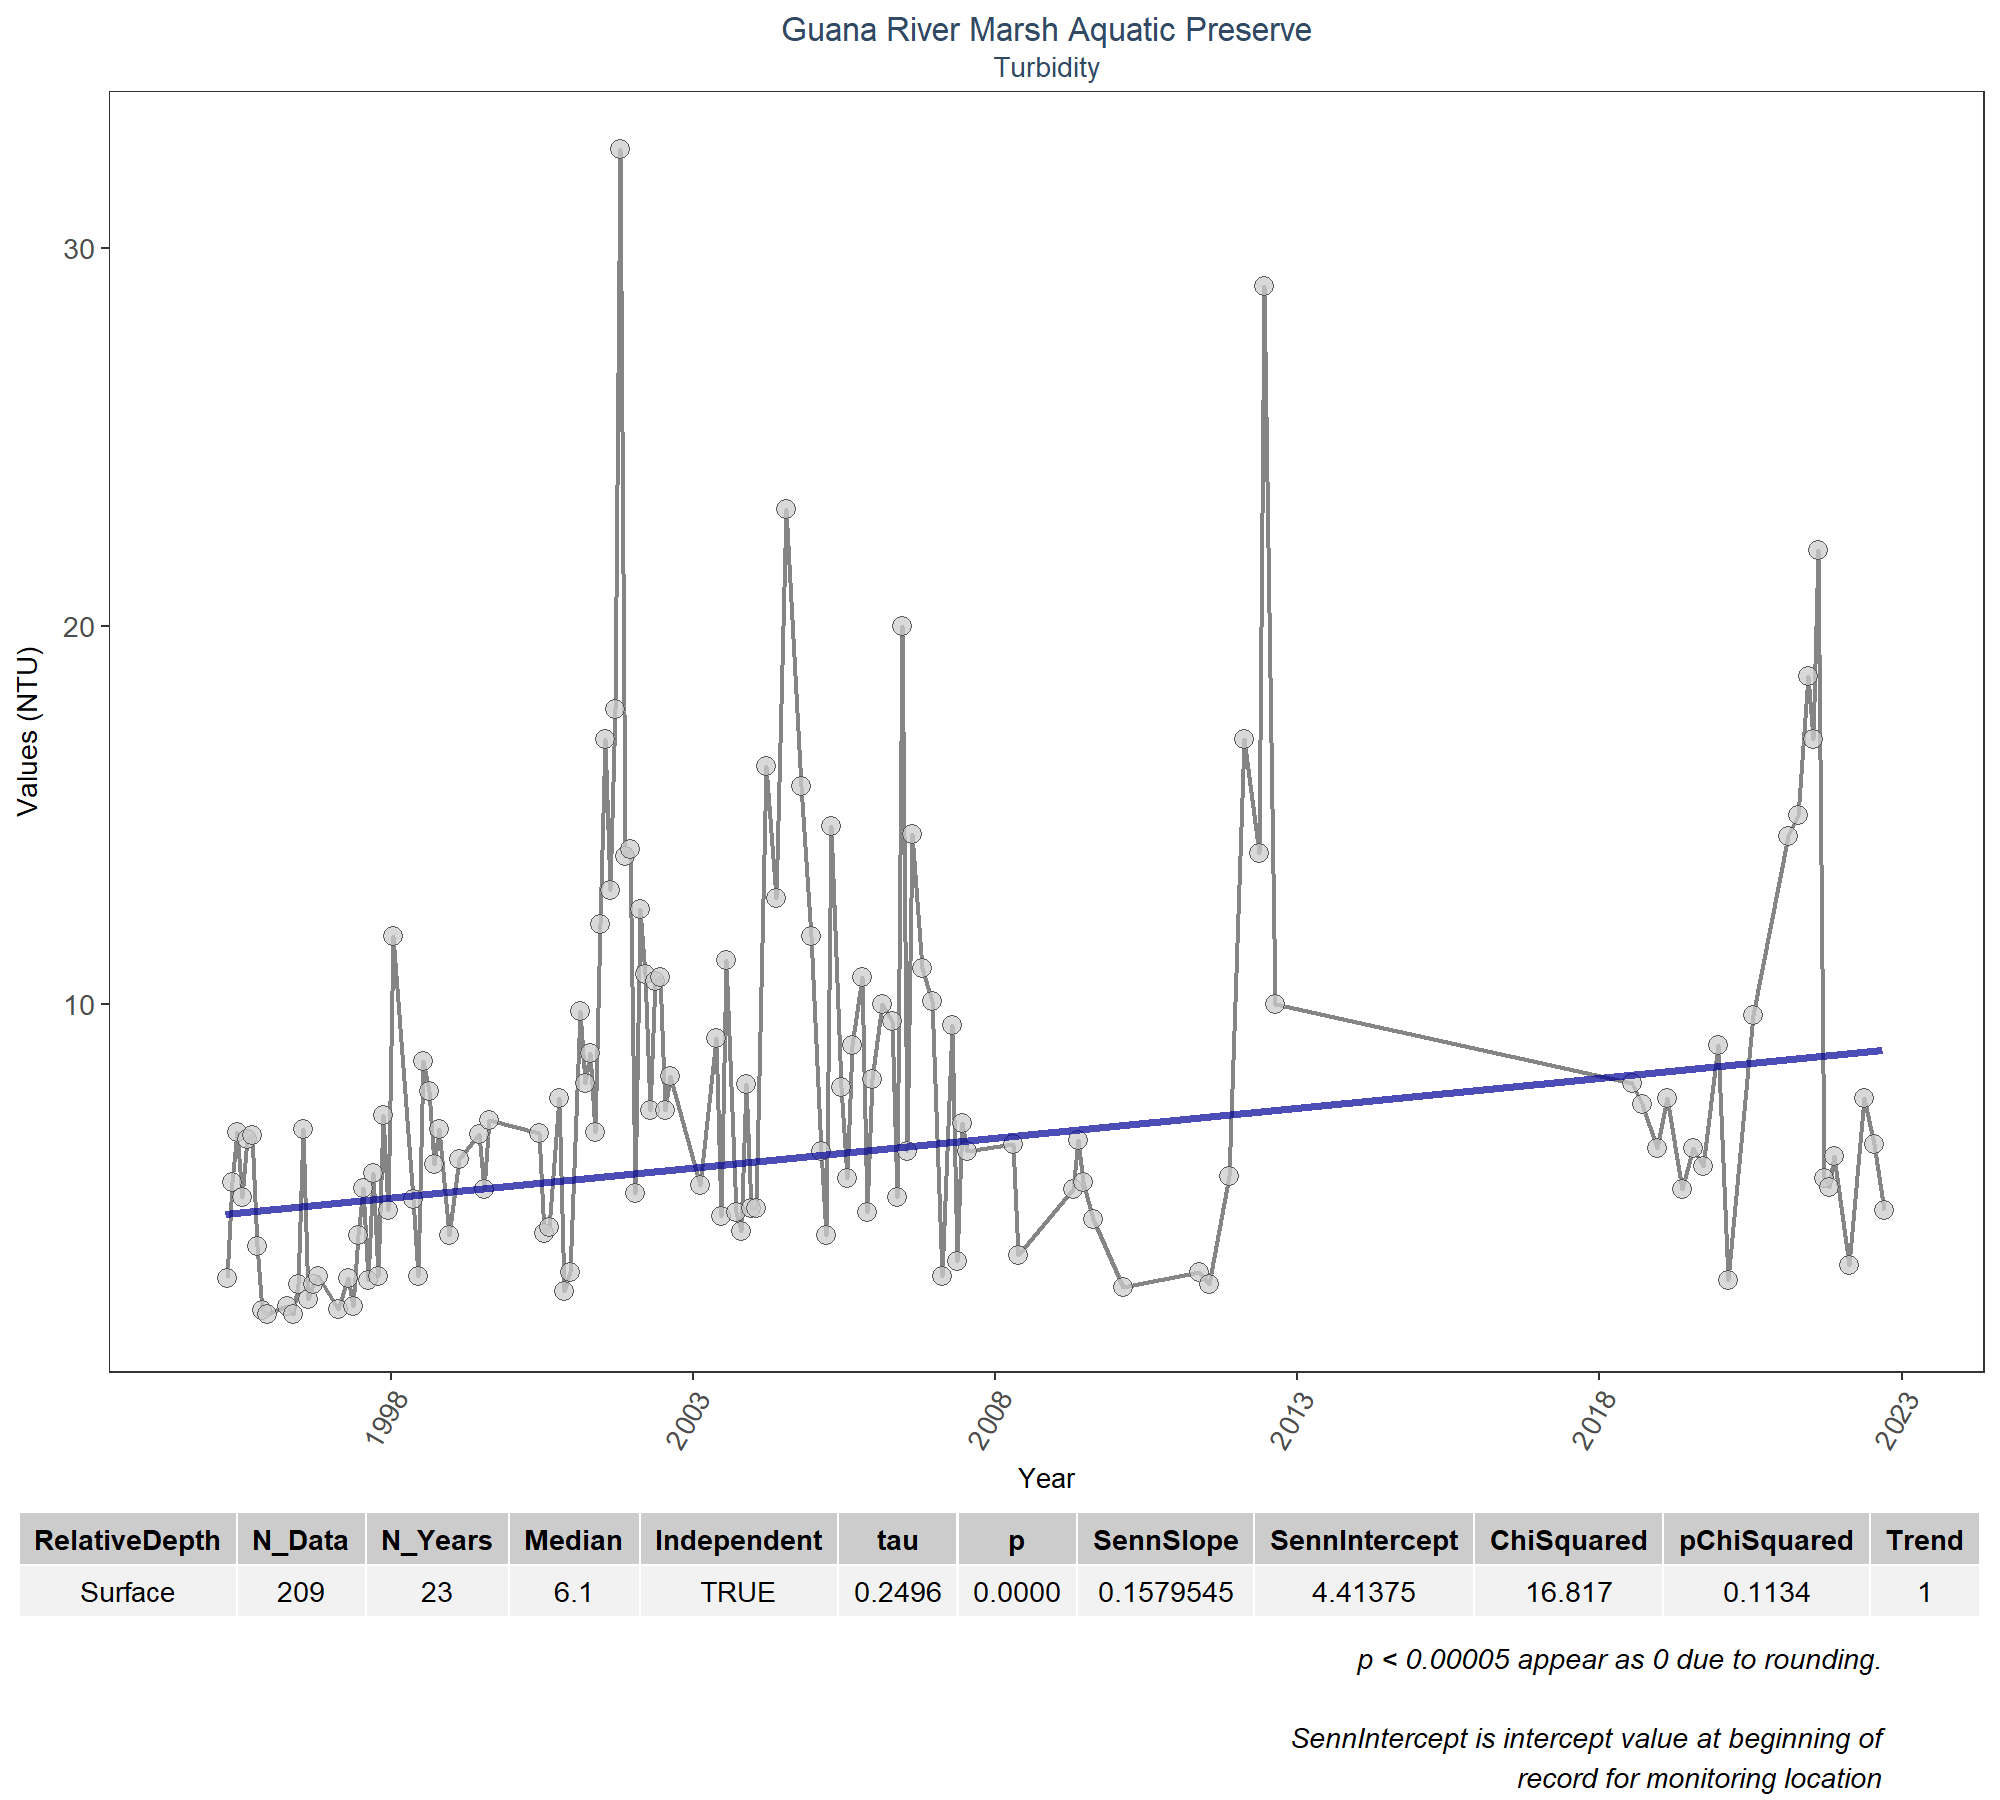 Guana River Marsh Aquatic Preserve
Turbidity
Values (NTU)
30
20
10
1998 2003 2008 2013 2018 2023
Year
RelativeDepth N_Data N_Years Median Independent tau p SennSlope SennIntercept ChiSquared pChiSquared Trend
Surface 209 23 6.1 TRUE 0.2496 0.0000 0.1579545 4.41375 16.817 0.1134 1
p < 0.00005 appear as 0 due to rounding.
SennIntercept is intercept value at beginning of
record for monitoring location